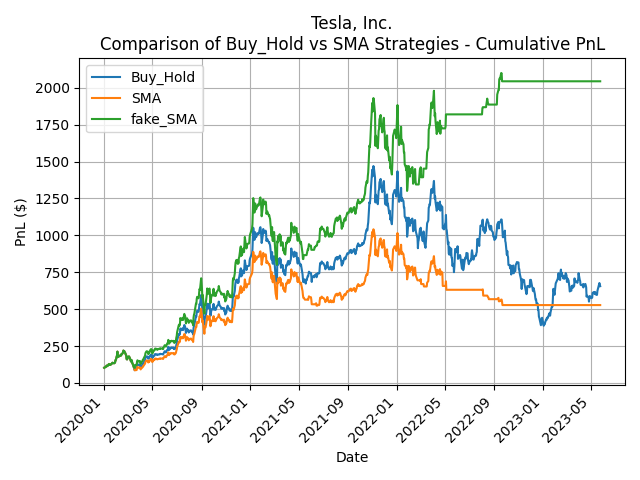 Tesla, Inc.
Comparison of Buy_Hold vs SMA Strategies - Cumulative PnL
Buy_Hold
SMA
fake_SMA
PnL ($)
2000
1750
1500
1250
1000
750
500
250
0
2020-01
2020-05
2020-09
2021-01
2021-05
2021-09
2022-01
2022-05
2022-09
2023-01
2023-05
Date